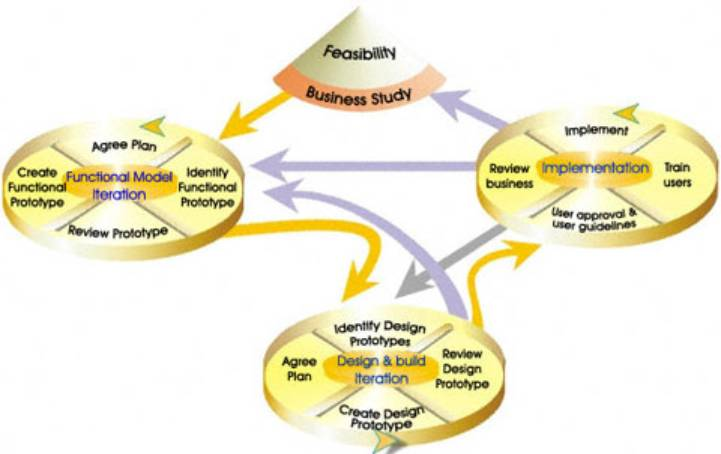 Feasibility
Business Study
Agree Plan
Create
Functional
Prototype
Functional Model
Iteration
Identify
Functional
Prototype
Review Prototype
Implement
Review
business
Implementation
Train
users
User approval &
user guidelines
Identify Design
Prototypes
Agree
Plan
Design & build
Iteration
Review
Design
Prototype
Create Design
Prototype